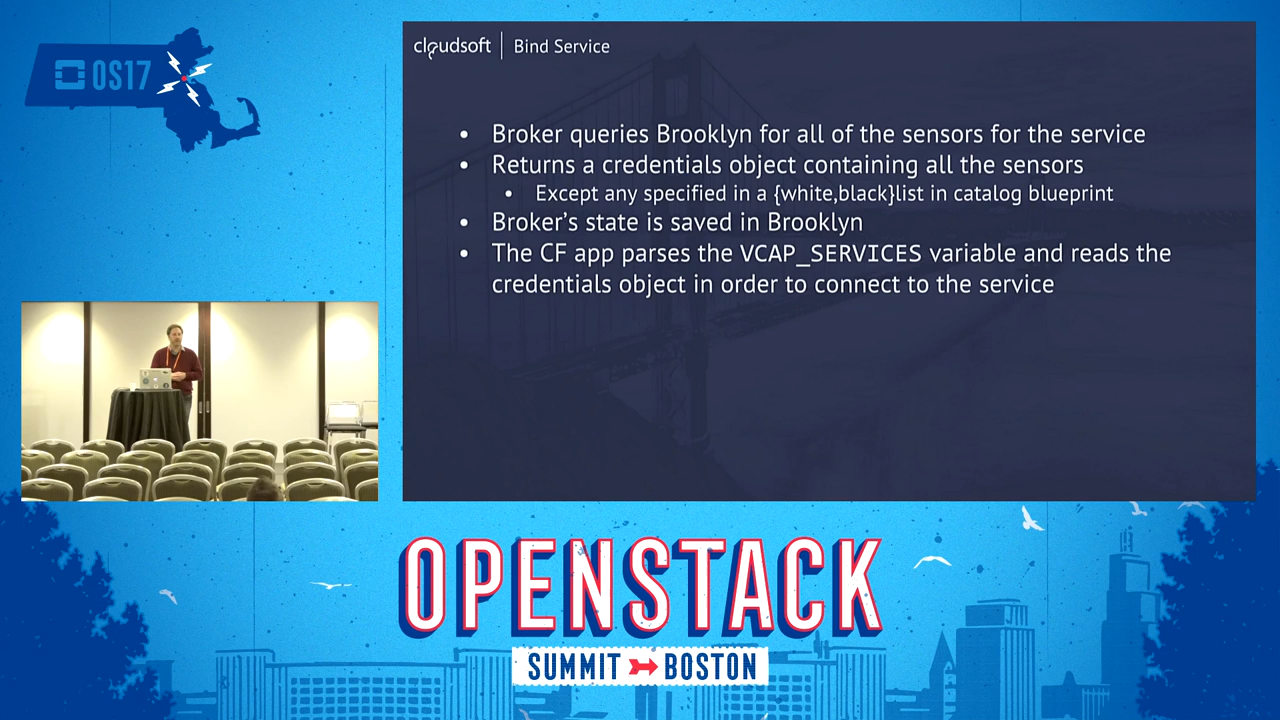 OS17
cloudsoft | Bind Service
• Broker queries Brooklyn for all of the sensors for the service
• Returns a credentials object containing all the sensors
• Except any specified in a {white,black}list in catalog blueprint
• Broker’s state is saved in Brooklyn
• The CF app parses the VCAP_SERVICES variable and reads the
credentials object in order to connect to the service
OPENSTACK
SUMMIT BOSTON